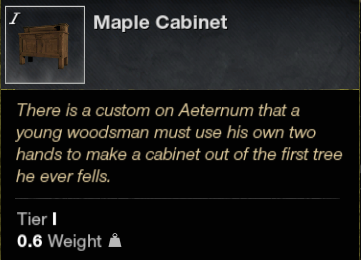 I
Maple Cabinet
There is a custom on Aeternum that a
young woodsman must use his own two
hands to make a cabinet out of the first tree
he ever fells.
Tier I
0.6 Weight